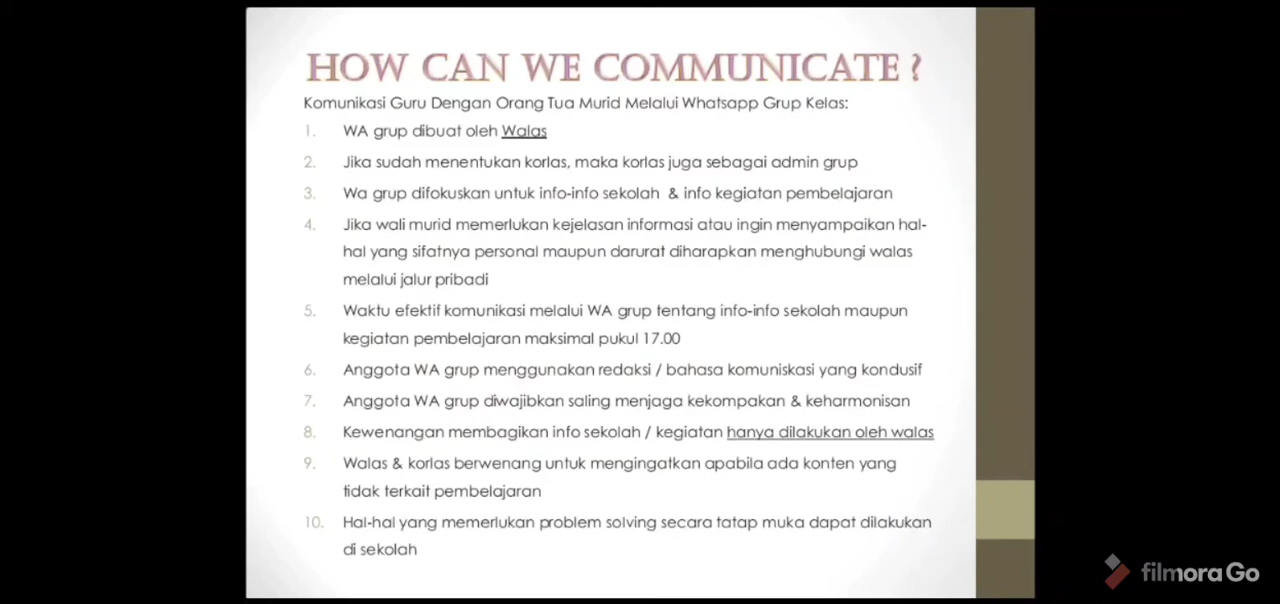 HOW CAN WE COMMUNICATE ?
Komunikasi Guru Dengan Orang Tua Murid Melalui Whatsapp Grup Kelas:
1. WA grup dibuat oleh Walas
2. Jika sudah menentukan korlas, maka korlas juga sebagai admin grup
3. Wa grup difokuskan untuk info-info sekolah & info kegiatan pembelajaran
4. Jika wali murid memerlukan kejelasan informasi atau ingin menyampaikan hal-
hal yang sifatnya personal maupun darurat diharapkan menghubungi walas
melalui jalur pribadi
5. Waktu efektif komunikasi melalui WA grup tentang info-info sekolah maupun
kegiatan pembelajaran maksimal pukul 17.00
6. Anggota WA grup menggunakan redaksi / bahasa komuniskasi yang kondusif
7. Anggota WA grup diwajibkan saling menjaga kekompakan & keharmonisan
8. Kewenangan membagikan info sekolah / kegiatan hanya dilakukan oleh walas
9. Walas & korlas berwenang untuk mengingatkan apabila ada konten yang
tidak terkait pembelajaran
10. Hal-hal yang memerlukan problem solving secara tatap muka dapat dilakukan
di sekolah
filmora Go